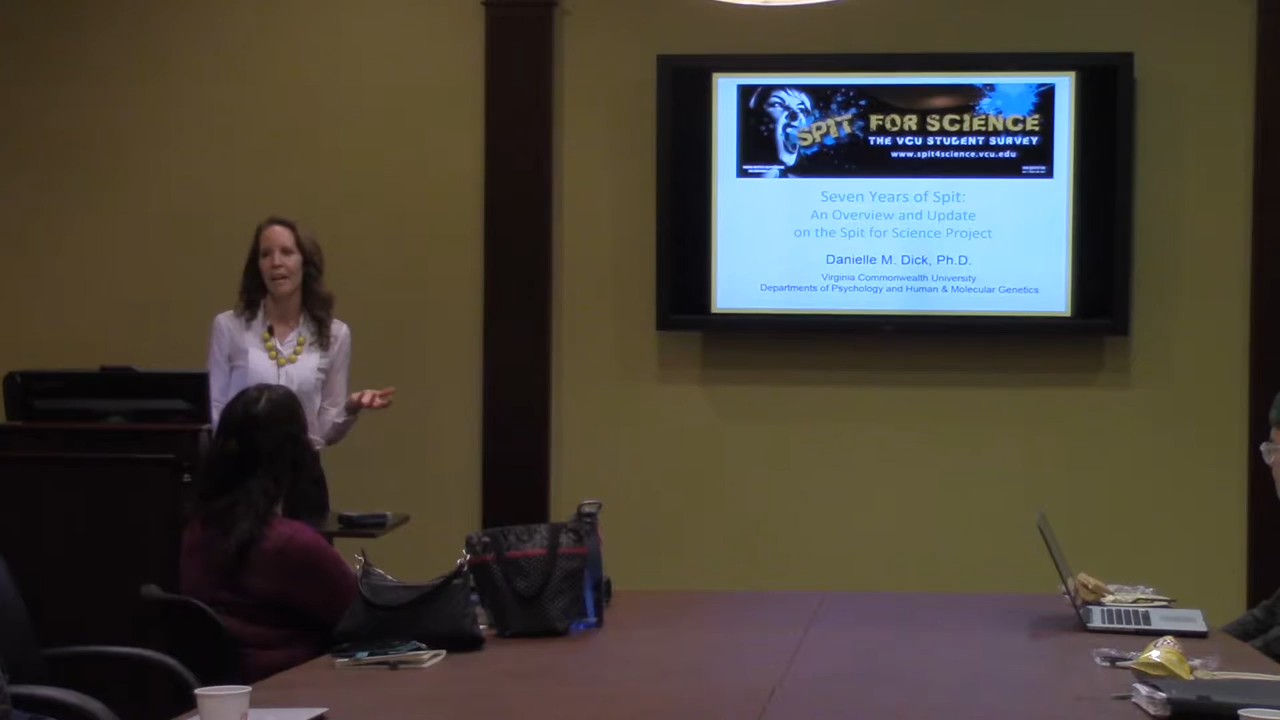 SPIT FOR SCIENCE
THE VCU STUDENT SURVEY
www.spit4science.vcu.edu
Seven Years of Spit:
An Overview and Update
on the Spit for Science Project
Danielle M. Dick, Ph.D.
Virginia Commonwealth University
Departments of Psychology and Human & Molecular Genetics